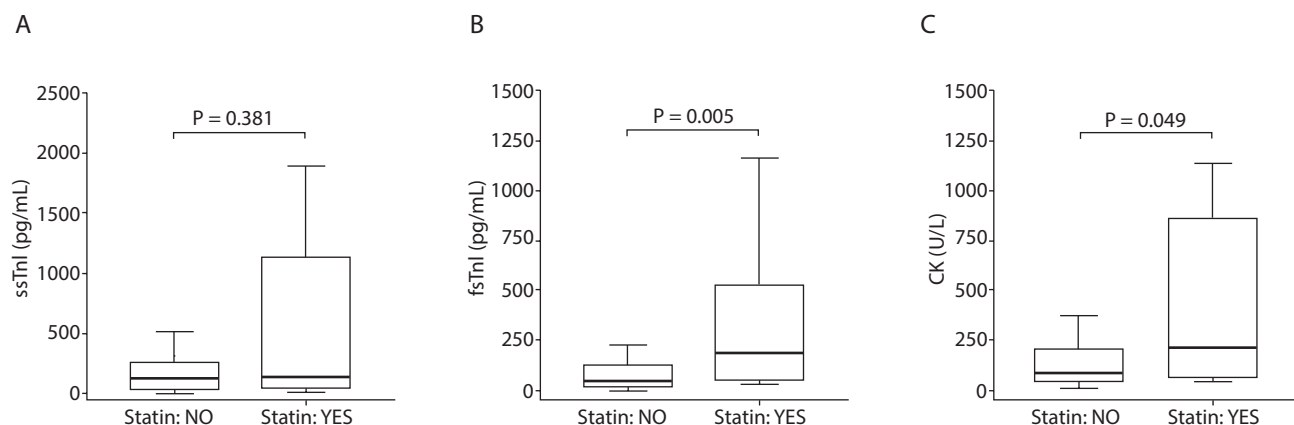 A
ssTnI (pg/mL)
2500
2000
1500
1000
500
0
P = 0.381
Statin: NO
Statin: YES
B
fsTnI (pg/mL)
1500
1250
1000
750
500
250
0
P = 0.005
Statin: NO
Statin: YES
C
CK (U/L)
1500
1250
1000
750
500
250
0
P = 0.049
Statin: NO
Statin: YES